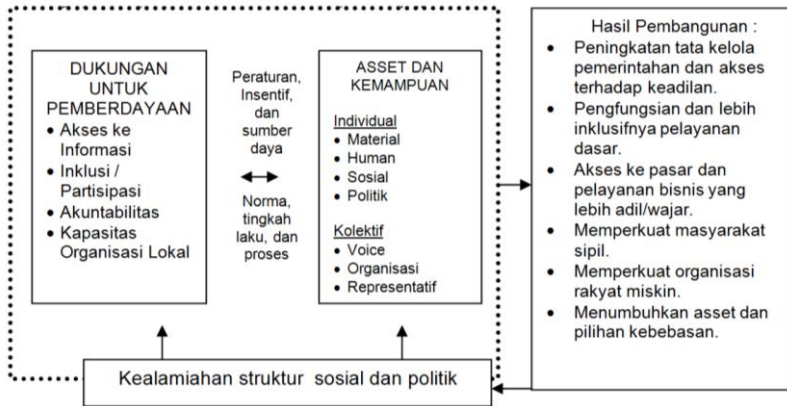 DUKUNGAN
UNTUK
PEMBERDAYAAN
• Akses ke
Informasi
• Inklusi /
Partisipasi
• Akuntabilitas
• Kapasitas
Organisasi Lokal
Peraturan,
Insentif,
dan
sumber
daya
Norma,
tingkah
laku, dan
proses
ASSET DAN
KEMAMPUAN
Individual
• Material
• Human
• Sosial
• Politik
Kolektif
• Voice
• Organisasi
• Representatif
Hasil Pembangunan :
• Peningkatan tata kelola
pemerintahan dan akses
terhadap keadilan.
• Pengfungsian dan lebih
inklusifnya pelayanan
dasar.
• Akses ke pasar dan
pelayanan bisnis yang
lebih adil/wajar.
• Memperkuat masyarakat
sipil.
• Memperkuat organisasi
rakyat miskin.
• Menumbuhkan asset dan
pilihan kebebasan.
Kealamiahan struktur sosial dan politik